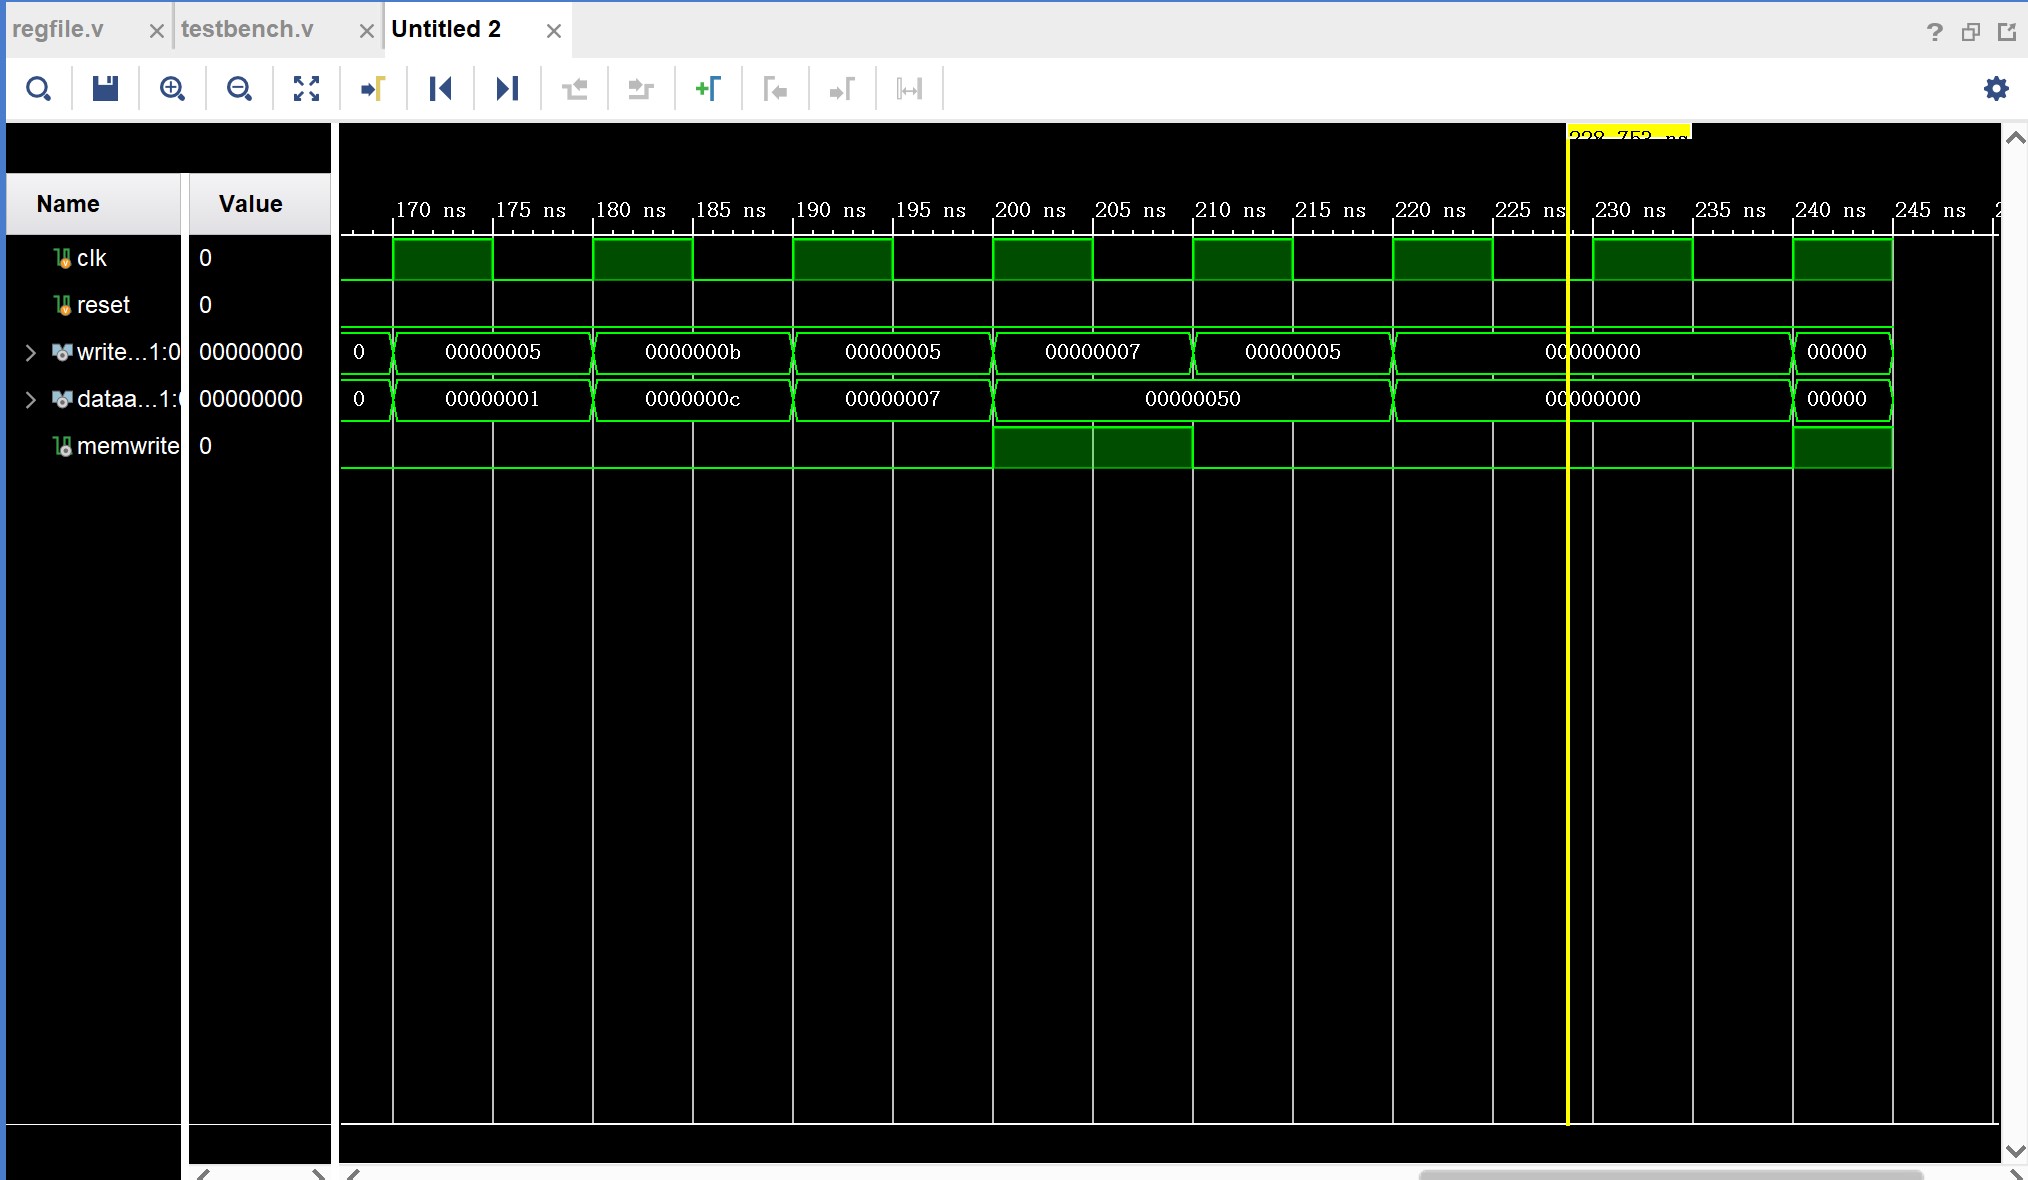 regfile.v testbench.v Untitled 2
228.753 ns
Name Value
170 ns 175 ns 180 ns 185 ns 190 ns 195 ns 200 ns 205 ns 210 ns 215 ns 220 ns 225 ns 230 ns 235 ns 240 ns 245 ns
clk 0
reset 0
write...1:0 00000000 0 00000005 0000000b 00000005 00000007 00000005 00000000 00000
dataa...1:( 00000000 0 00000001 0000000c 00000007 00000050 00000000 00000
memwrite 0